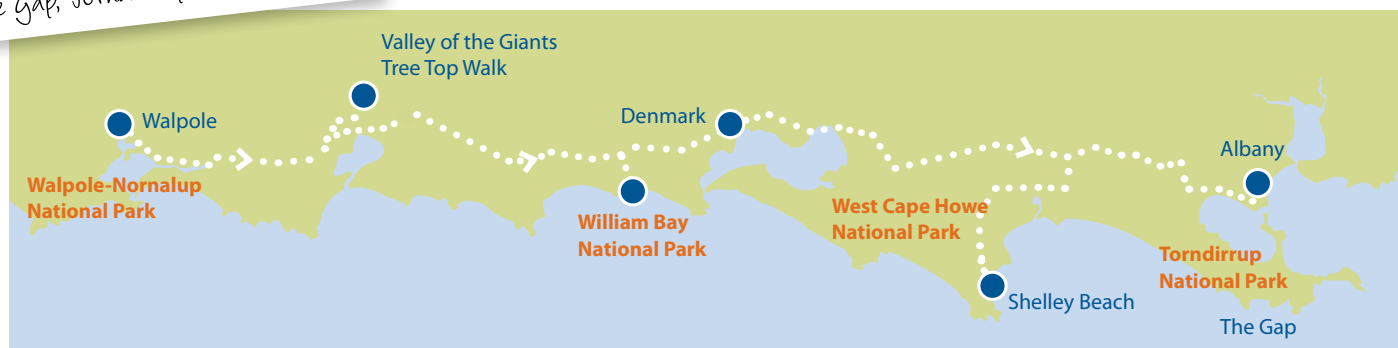 Gap,
Valley of the Giants
Tree Top Walk
Walpole
Denmark
Albany
Walpole-Nornalup
National Park
William Bay
National Park
West Cape Howe
National Park
Torndirrup
National Park
Shelley Beach
The Gap